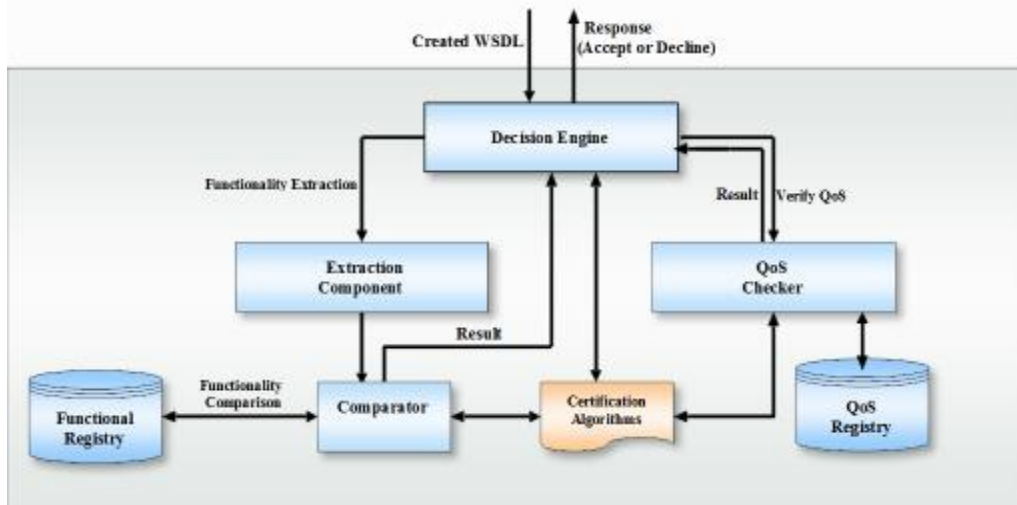 Created WSDL
Response
(Accept or Decline)
Decision Engine
Functionality Extraction
Result
Verify QoS
Extraction
Component
QoS
Checker
Result
Functionality
Comparison
Functional
Registry
Comparator
Certification
Algorithms
QoS
Registry